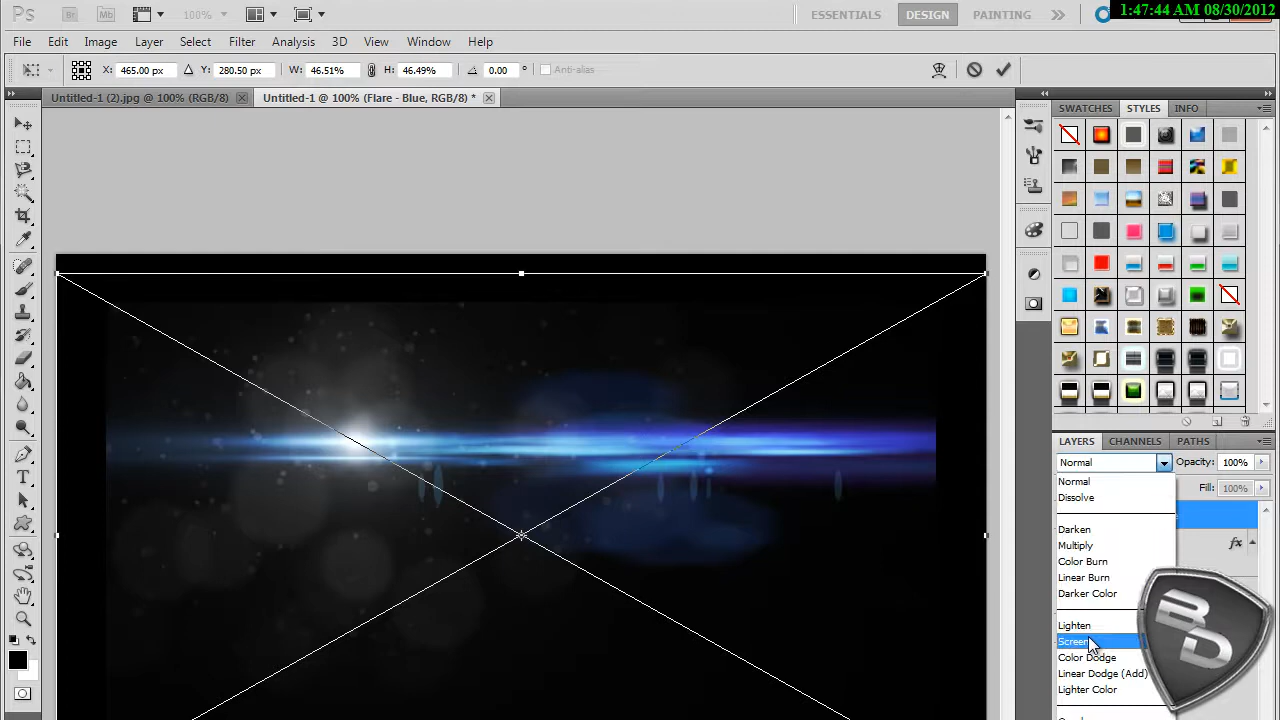 1:47:44 AM 08/30/2012
Ps Br Mb 100% ESSENTIALS DESIGN PAINTING
File Edit Image Layer Select Filter Analysis 3D View Window Help
X: 465.00 px Y: 280.50 px W: 46.51% H: 46.49% 0.00 ° Anti-alias
Untitled-1 (2).jpg @ 100% (RGB/8) Untitled-1 @ 100% (Flare - Blue, RGB/8) *
SWATCHES STYLES INFO
LAYERS CHANNELS PATHS
Normal Opacity: 100%
Normal Fill: 100%
Dissolve
fx
Darken
Multiply
Color Burn
Linear Burn
Darker Color
Lighten
Screen
Color Dodge
Linear Dodge (Add)
Lighter Color
BD